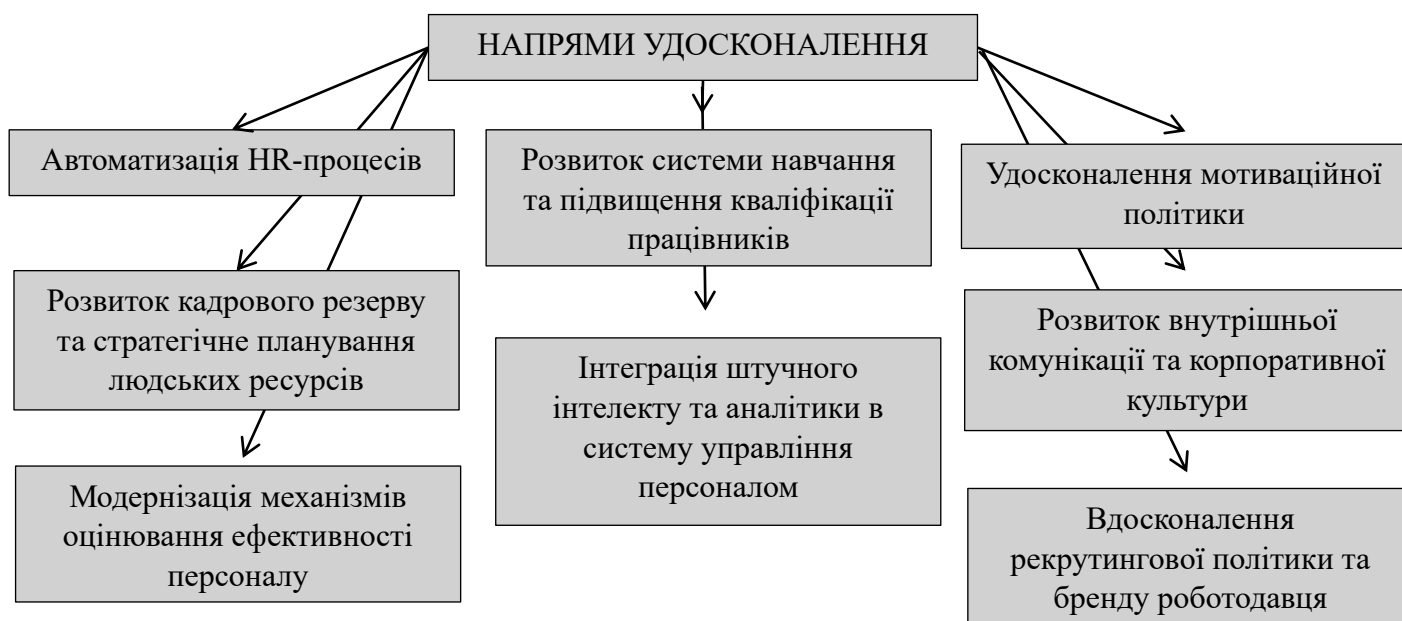 НАПРЯМИ УДОСКОНАЛЕННЯ
Автоматизація HR-процесів
Розвиток кадрового резерву
та стратегічне планування
людських ресурсів
Модернізація механізмів
оцінювання ефективності
персоналу
Розвиток системи навчання
та підвищення кваліфікації
працівників
Інтеграція штучного
інтелекту та аналітики в
систему управління
персоналом
Удосконалення мотиваційної
політики
Розвиток внутрішньої
комунікації та корпоративної
культури
Вдосконалення
рекрутингової політики та
бренду роботодавця